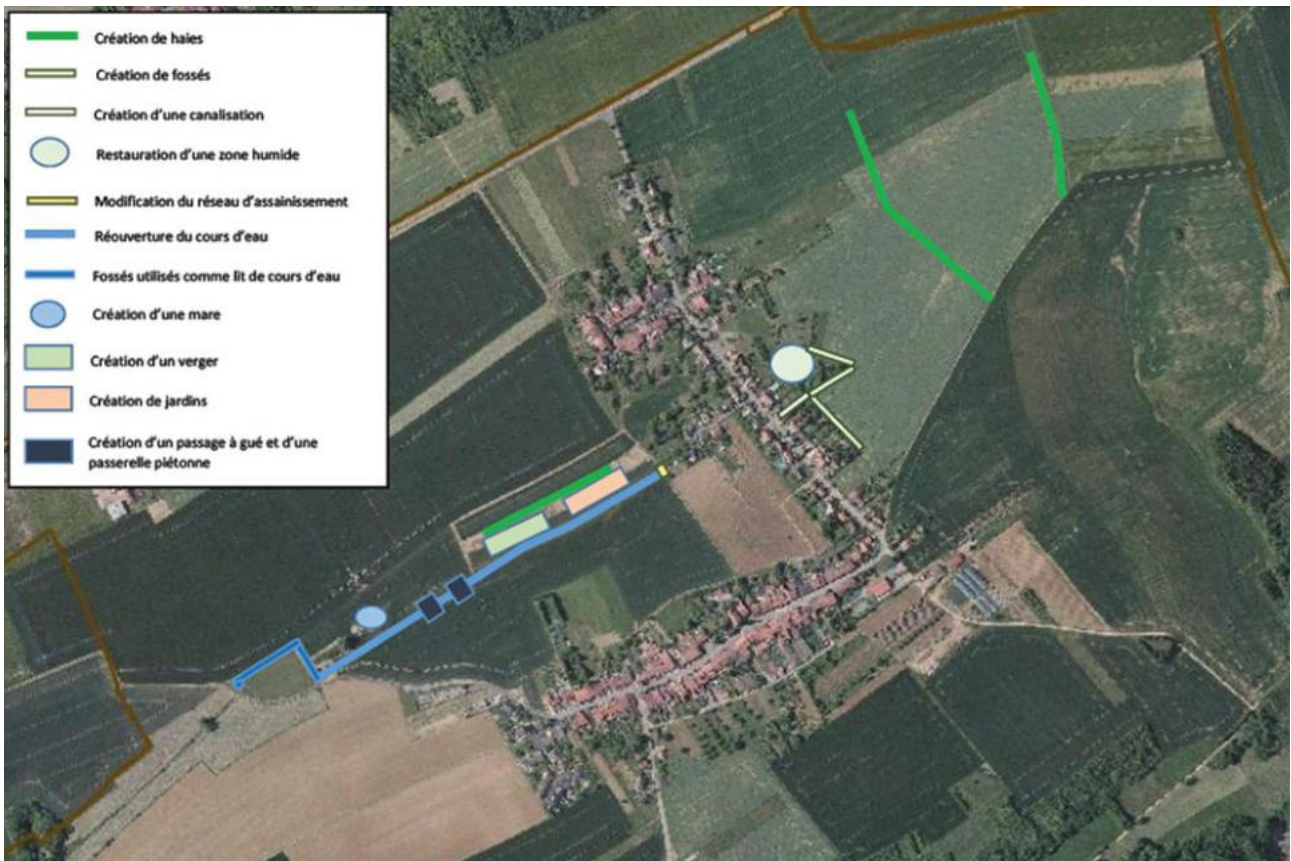 Création de haies
Création de fossés
Création d'une canalisation
Restauration d'une zone humide
Modification du réseau d'assainissement
Réouverture du cours d'eau
Fossés utilisés comme lit de cours d'eau
Création d'une mare
Création d'un verger
Création de jardins
Création d'un passage à gué et d'une
passerelle piétonne